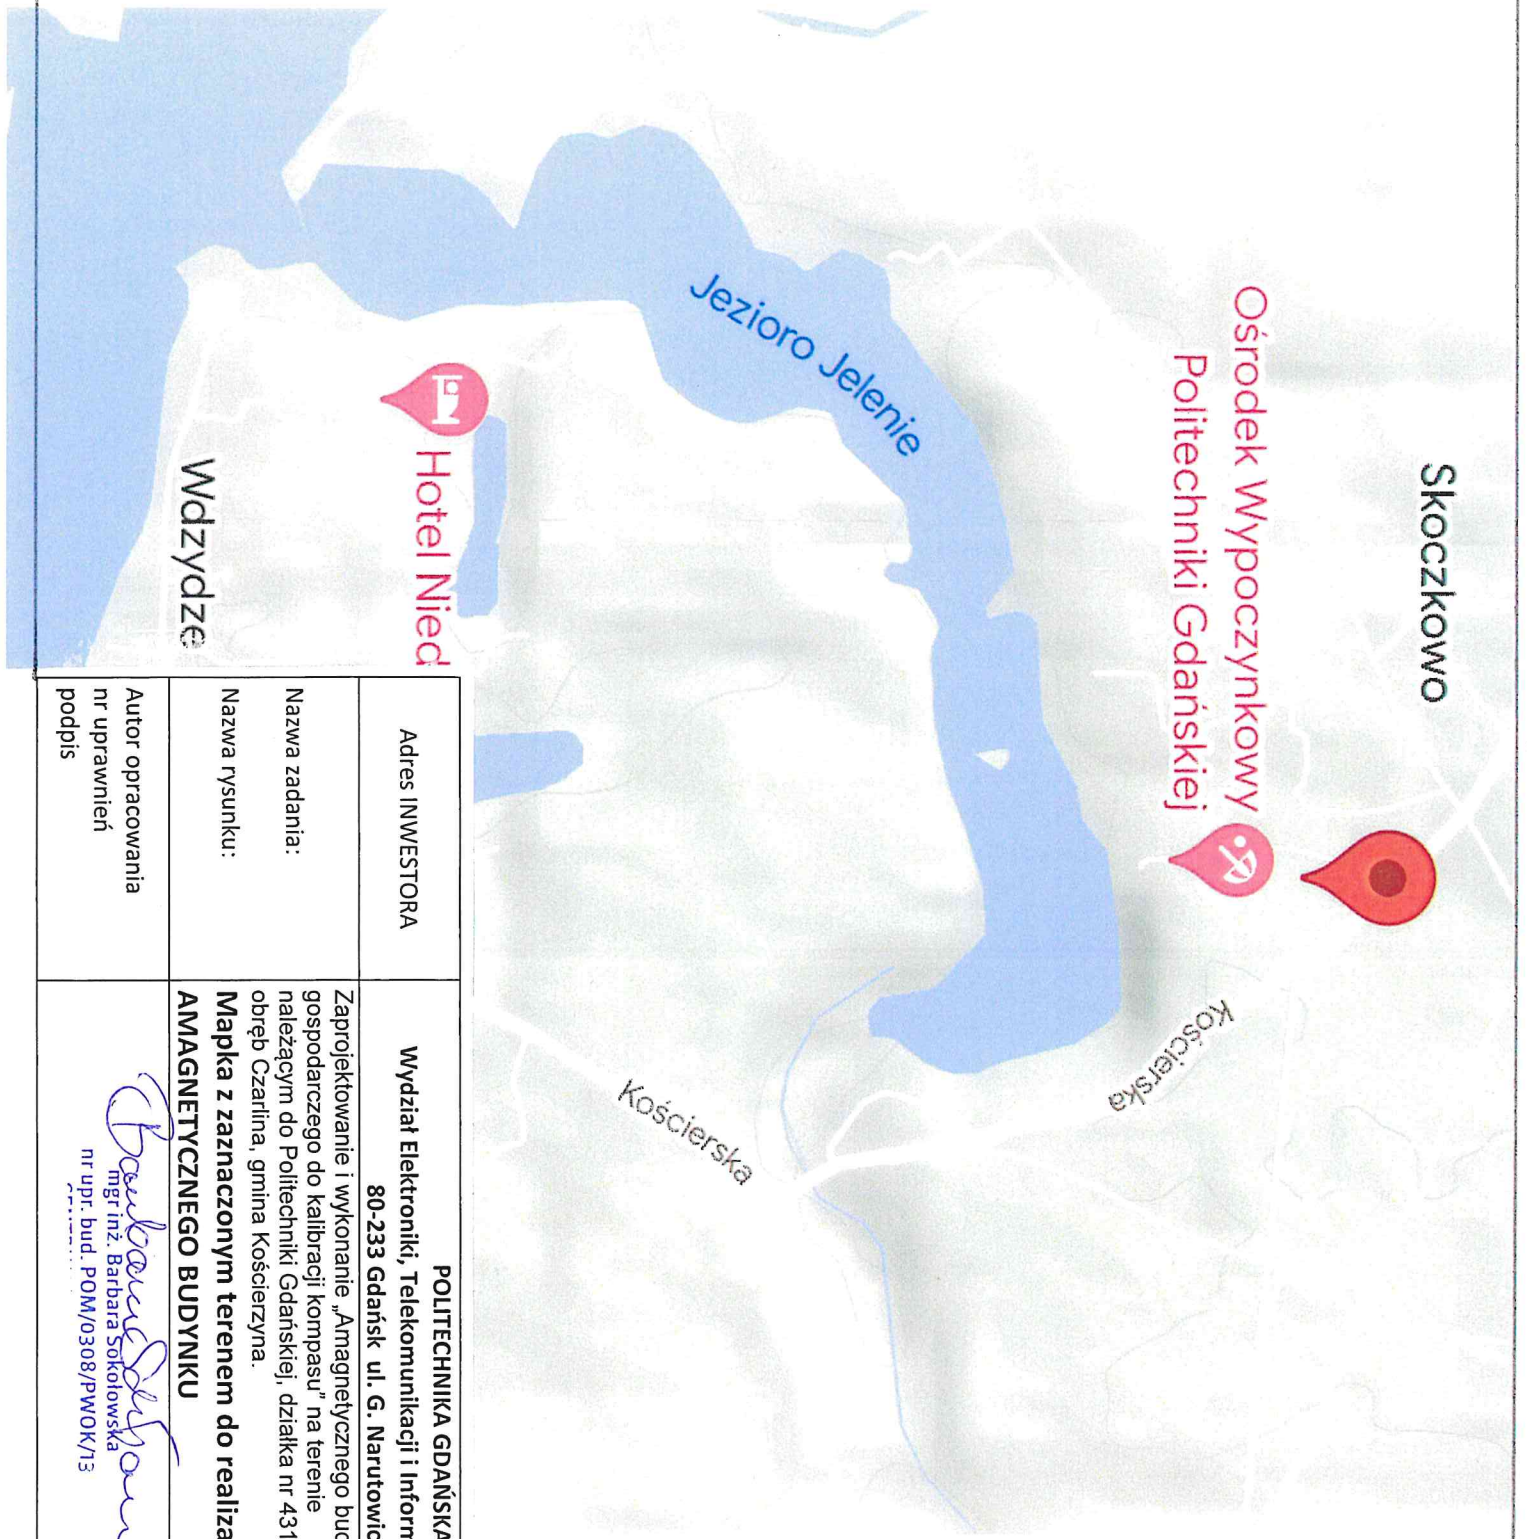 Skoczkowo
Ośrodek Wypoczynkowy
Politechniki Gdańskiej
Jezioro Jelenie
Kościerska
Kościerska
Hotel Nied
Wdzydze
POLITECHNIKA GDAŃSKA
Adres INWESTORA
Wydział Elektroniki, Telekomunikacji i Inform
80-233 Gdańsk ul. G. Narutowic
Nazwa zadania:
Zaprojektowanie i wykonanie „Amagnetycznego bud
gospodarczego do kalibracji kompasu” na terenie
należącym do Politechniki Gdańskiej, działka nr 431
obręb Czarlina, gmina Kościerzyna.
Nazwa rysunku:
Mapka z zaznaczonym terenem do realiza
AMAGNETYCZNEGO BUDYNKU
Autor opracowania
nr uprawnień
podpis
mgr inż. Barbara Sokołowska
nr upr. bud. POM/0308/PWOK/13